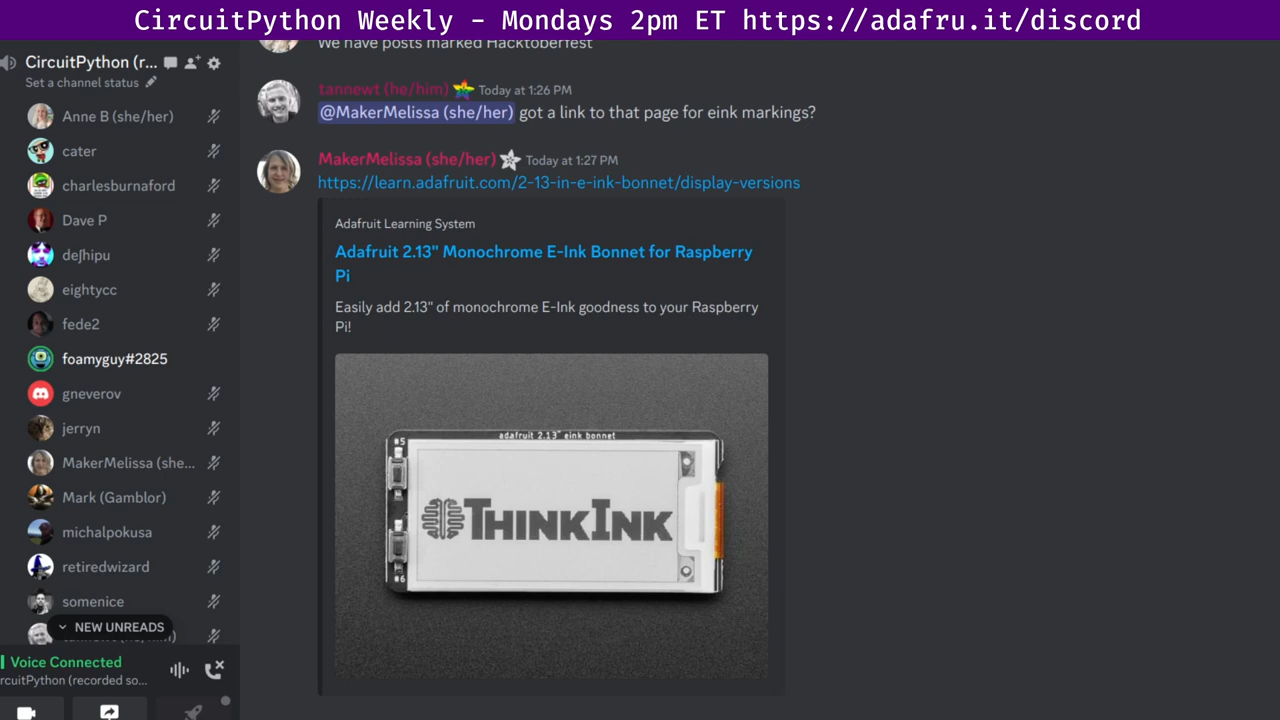 CircuitPython Weekly - Mondays 2pm ET https://adafru.it/discord
CircuitPython (r...
Set a channel status
Anne B (she/her)
cater
charlesburnaford
Dave P
deʃhipu
eightycc
fede2
foamyguy#2825
gneverov
jerryn
MakerMelissa (she...
Mark (Gamblor)
michalpokusa
retiredwizard
somenice
NEW UNREADS
Voice Connected
rcuitPython (recorded so...
We have posts marked Hacktoberfest
tannewt (he/him) Today at 1:26 PM
@MakerMelissa (she/her) got a link to that page for eink markings?
MakerMelissa (she/her) Today at 1:27 PM
https://learn.adafruit.com/2-13-in-e-ink-bonnet/display-versions
Adafruit Learning System
Adafruit 2.13" Monochrome E-Ink Bonnet for Raspberry
Pi
Easily add 2.13" of monochrome E-Ink goodness to your Raspberry
Pi!
adafruit 2.13" eink bonnet
#5
THINKINK
#6